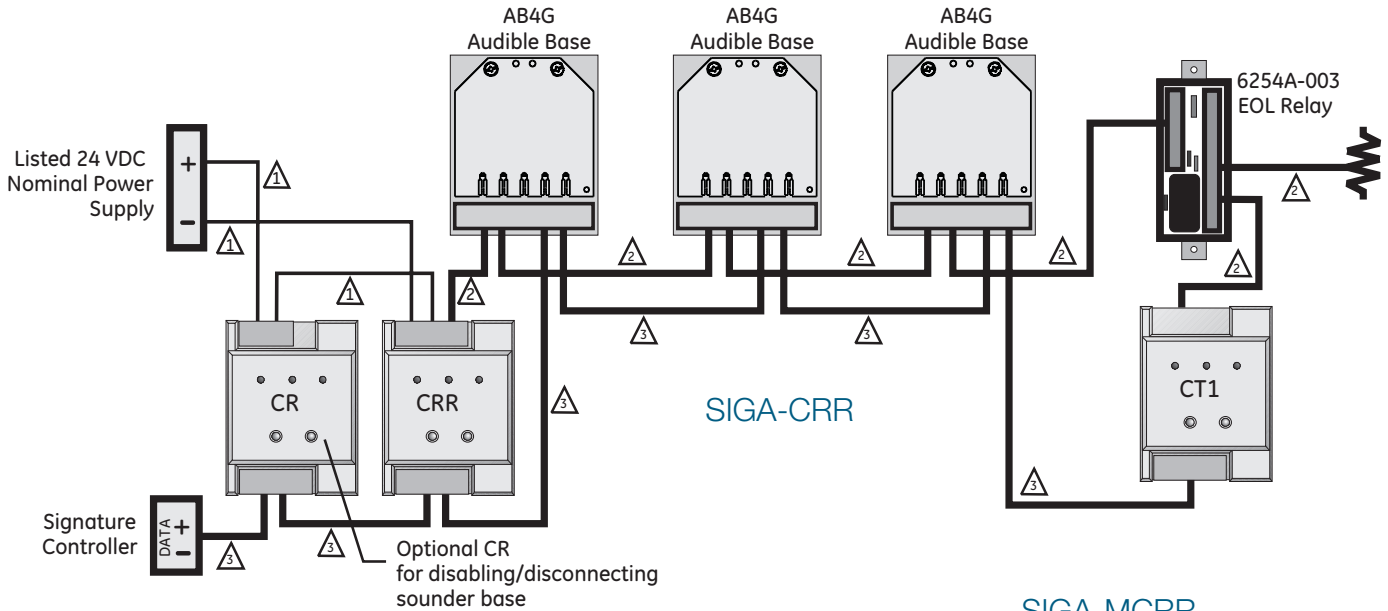 AB4G
Audible Base
AB4G
Audible Base
AB4G
Audible Base
6254A-003
EOL Relay
Listed 24 VDC
Nominal Power
Supply
+
-
1
1
1
2
2
2
2
2
2
3
3
3
CR
CRR
SIGA-CRR
CT1
3
Signature
Controller
DATA
+
-
3
3
Optional CR
for disabling/disconnecting
sounder base
SIGA-MCRR